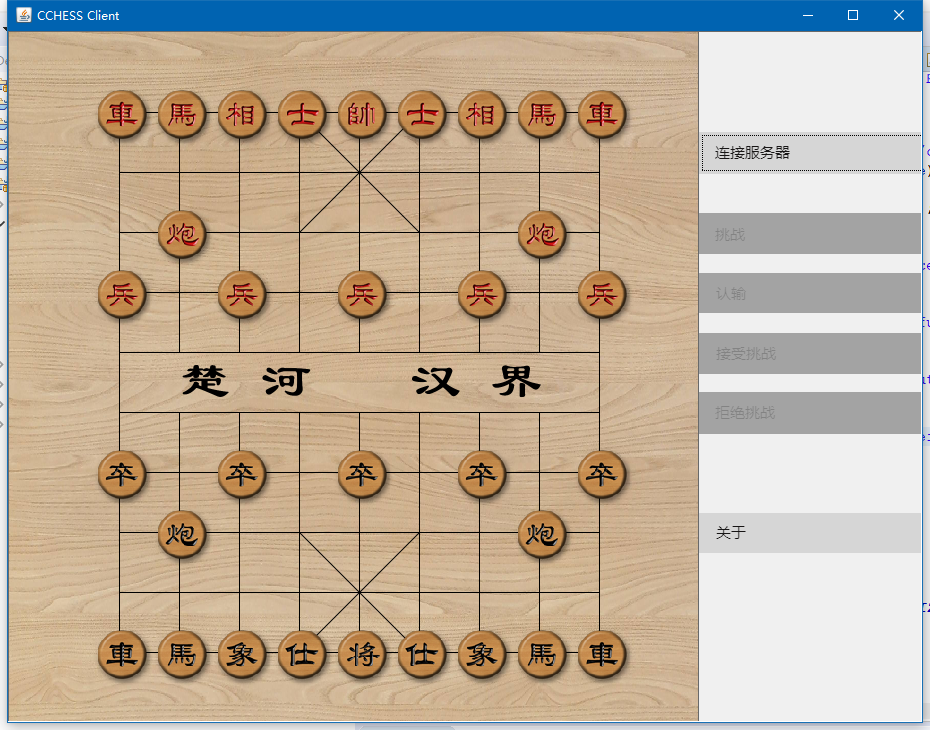 CCHESS Client
車馬相士帥士相馬車
炮 炮
兵 兵 兵 兵 兵
楚河 汉界
卒 卒 卒 卒 卒
炮 炮
車馬象仕将仕象馬車
连接服务器
挑战
认输
接受挑战
拒绝挑战
关于